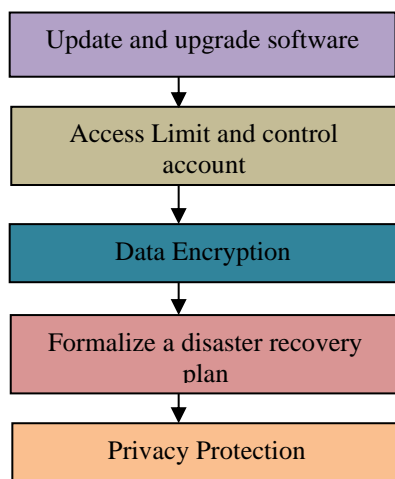 Update and upgrade software
Access Limit and control
account
Data Encryption
Formalize a disaster recovery
plan
Privacy Protection